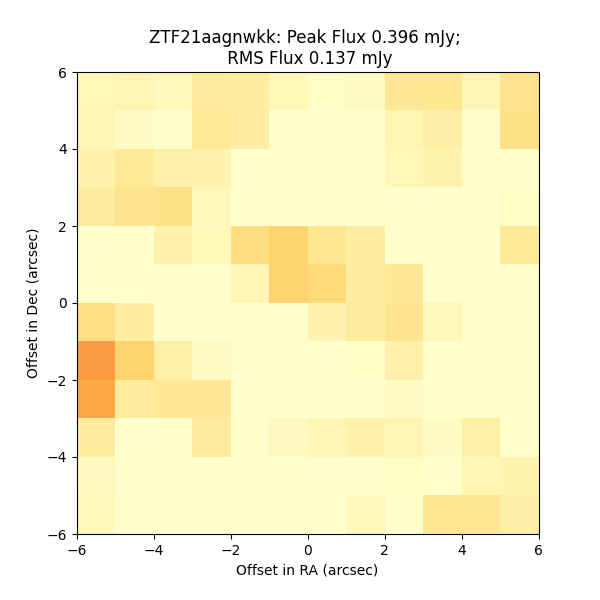 ZTF21aagnwkk: Peak Flux 0.396 mJy;
RMS Flux 0.137 mJy
6
4
2
0
−2
−4
−6
Offset in Dec (arcsec)
−6 −4 −2 0 2 4 6
Offset in RA (arcsec)